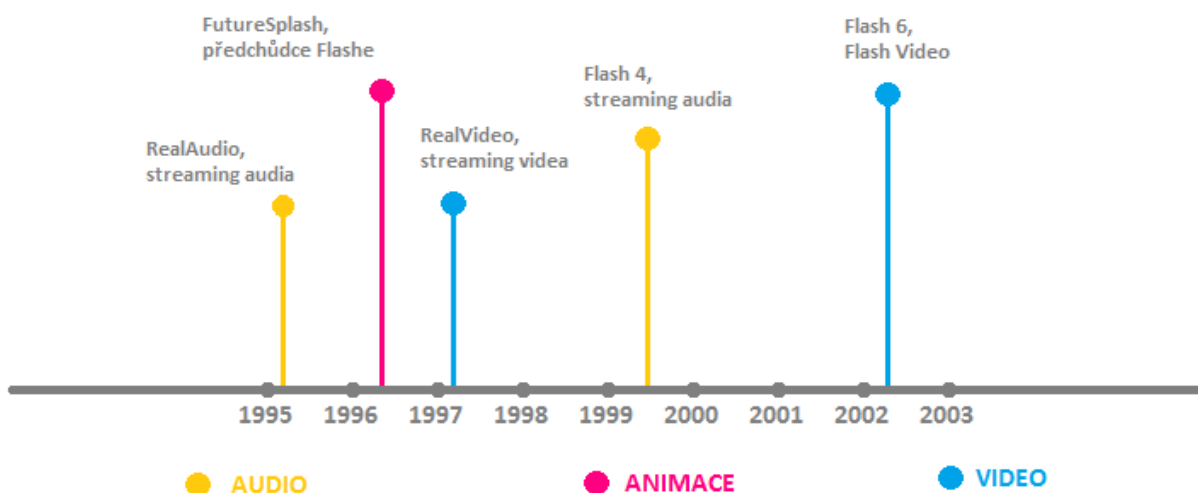 FutureSplash,
předchůdce Flashe
Flash 6,
Flash Video
Flash 4,
streaming audia
RealAudio,
streaming audia
RealVideo,
streaming videa
1995 1996 1997 1998 1999 2000 2001 2002 2003
AUDIO ANIMACE VIDEO